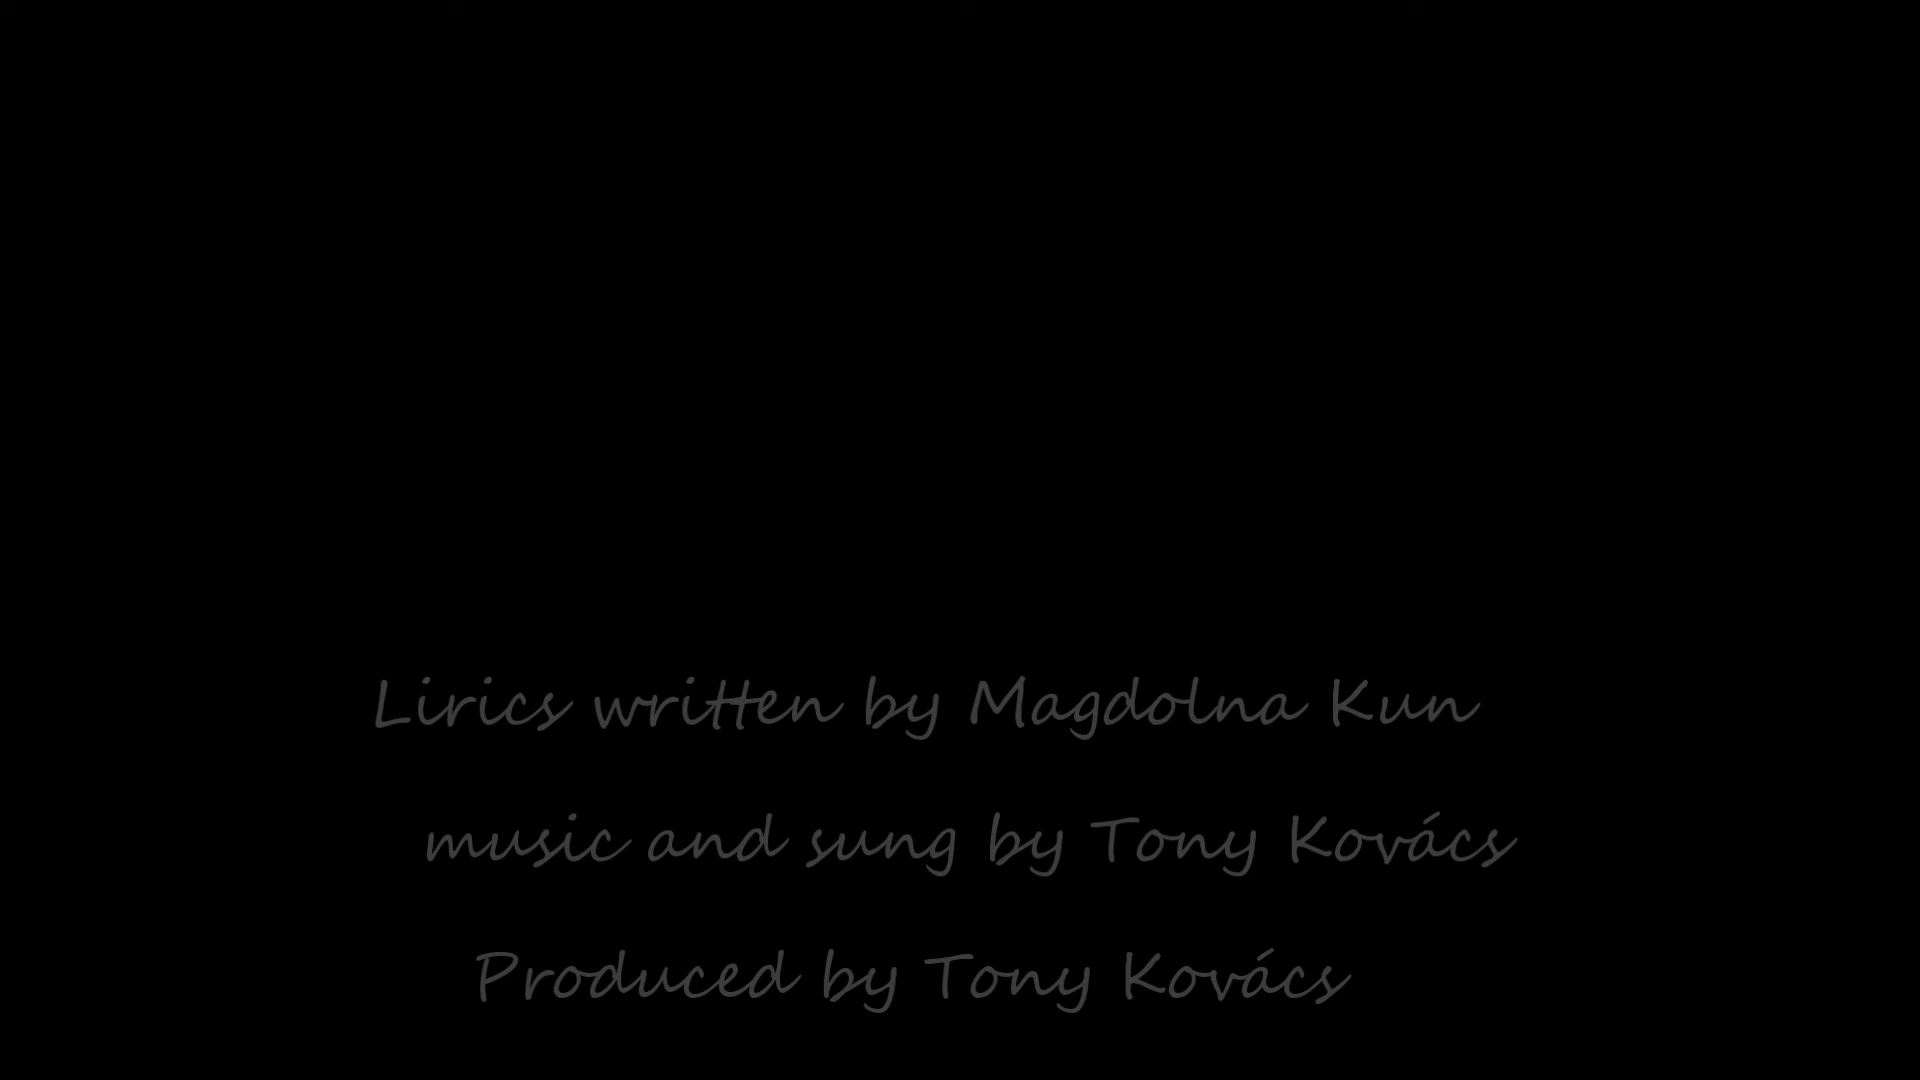 Lirics written by Magdolna Kun
music and sung by Tony Kovács
Produced by Tony Kovács